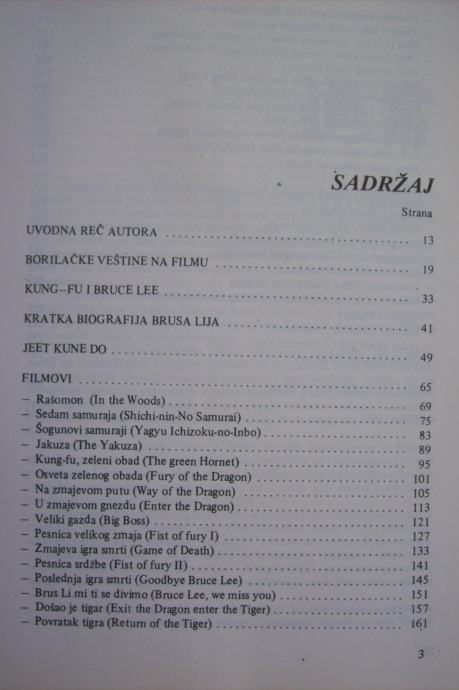 SADRŽAJ
Strana
UVODNA REČ AUTORA ........ 13
BORILAČKE VEŠTINE NA FILMU ........ 19
KUNG–FU I BRUCE LEE ........ 33
KRATKA BIOGRAFIJA BRUSA LIJA ........ 41
JEET KUNE DO ........ 49
FILMOVI ........ 65
– Rašomon (In the Woods) ........ 69
– Sedam samuraja (Shichi-nin-No Samurai) ........ 75
– Šogunovi samuraji (Yagyu Ichizoku-no-Inbo) ........ 83
– Jakuza (The Yakuza) ........ 89
– Kung-fu, zeleni obad (The green Hornet) ........ 95
– Osveta zelenog obada (Fury of the Dragon) ........ 101
– Na zmajevom putu (Way of the Dragon) ........ 105
– U zmajevom gnezdu (Enter the Dragon) ........ 113
– Veliki gazda (Big Boss) ........ 121
– Pesnica velikog zmaja (Fist of fury I) ........ 127
– Zmajeva igra smrti (Game of Death) ........ 133
– Pesnica srdžbe (Fist of fury II) ........ 141
– Poslednja igra smrti (Goodbye Bruce Lee) ........ 145
– Brus Li mi ti se divimo (Bruce Lee, we miss you) ........ 151
– Došao je tigar (Exit the Dragon enter the Tiger) ........ 157
– Povratak tigra (Return of the Tiger) ........ 161
3